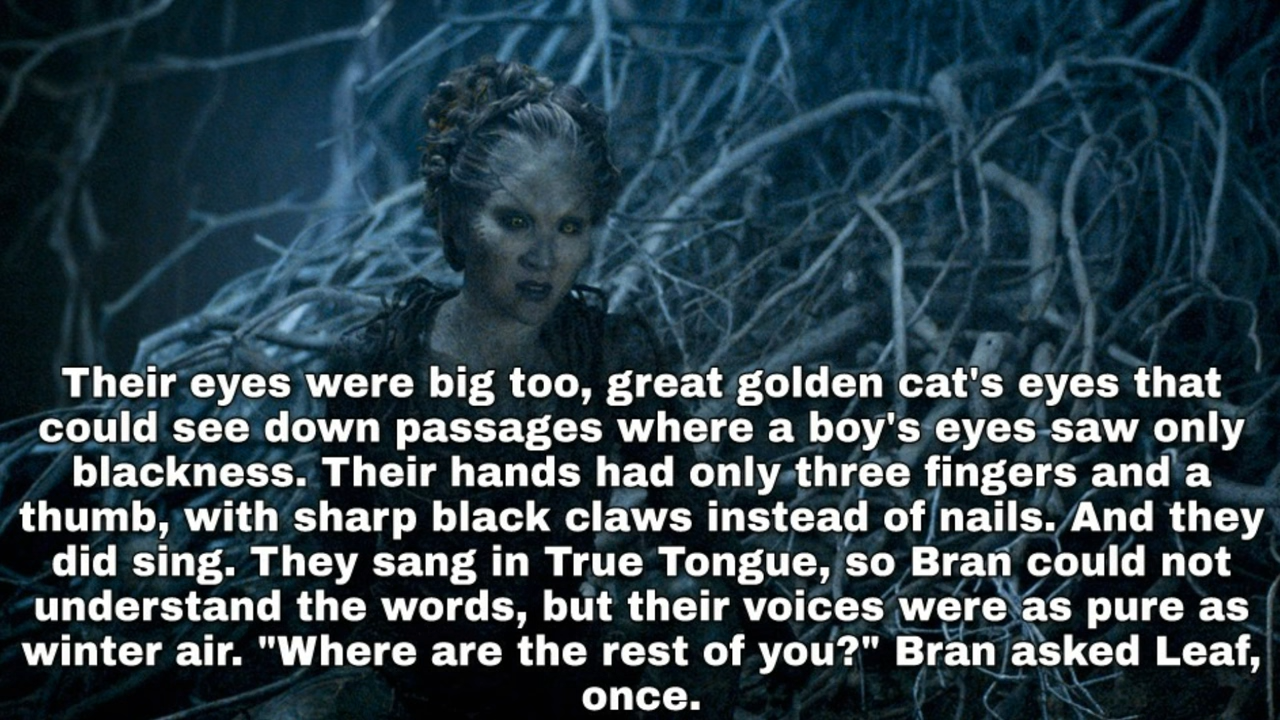 Their eyes were big too, great golden cat's eyes that
could see down passages where a boy's eyes saw only
blackness. Their hands had only three fingers and a
thumb, with sharp black claws instead of nails. And they
did sing. They sang in True Tongue, so Bran could not
understand the words, but their voices were as pure as
winter air. "Where are the rest of you?" Bran asked Leaf,
once.